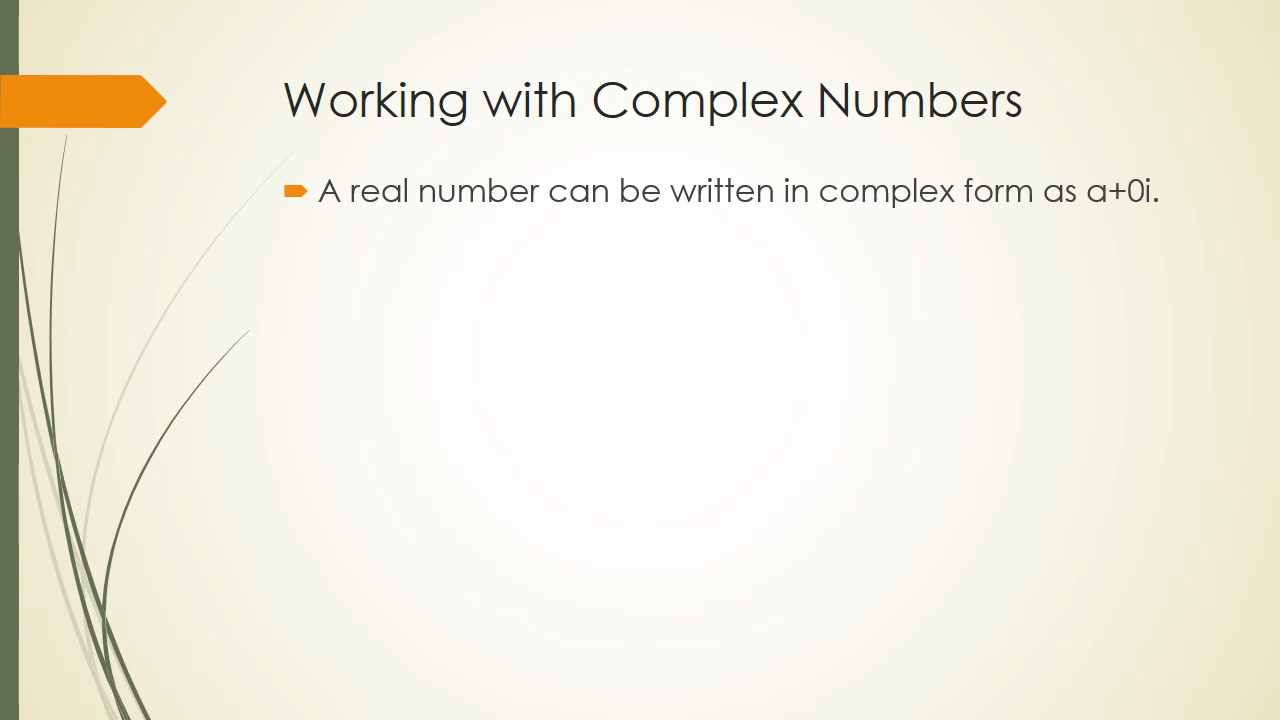 Working with Complex Numbers
A real number can be written in complex form as a+0i.